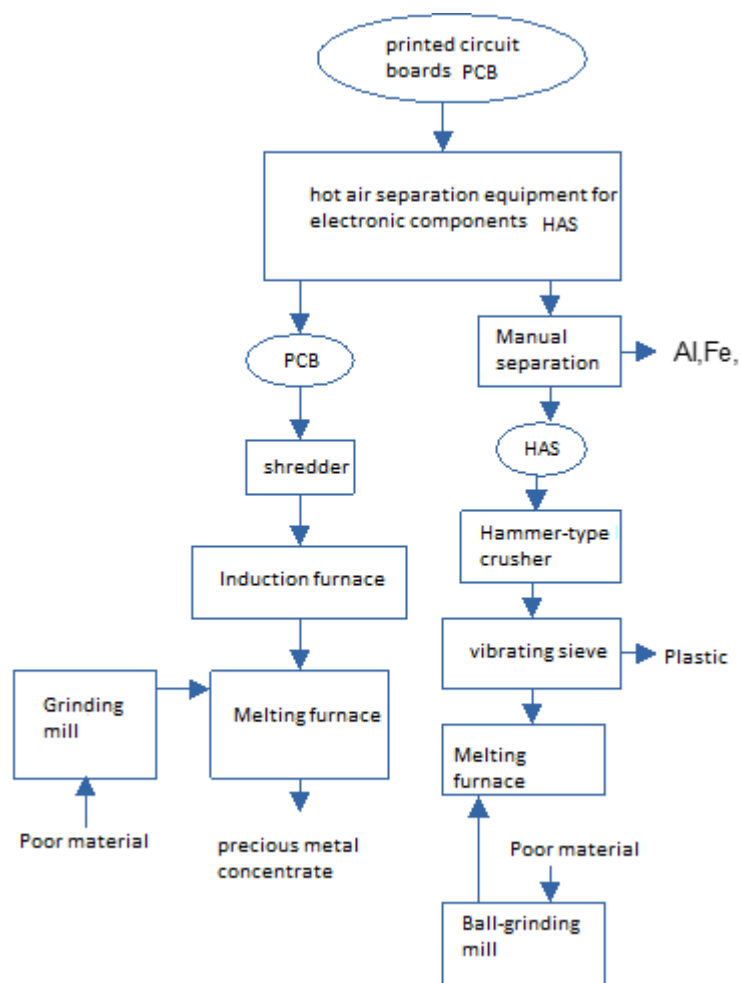 printed circuit
boards PCB
hot air separation equipment for
electronic components HAS
Manual
separation
Al,Fe,
PCB
HAS
shredder
Hammer-type
crusher
Induction furnace
vibrating sieve
Plastic
Grinding
mill
Melting furnace
Melting
furnace
Poor material
precious metal
concentrate
Poor material
Ball-grinding
mill